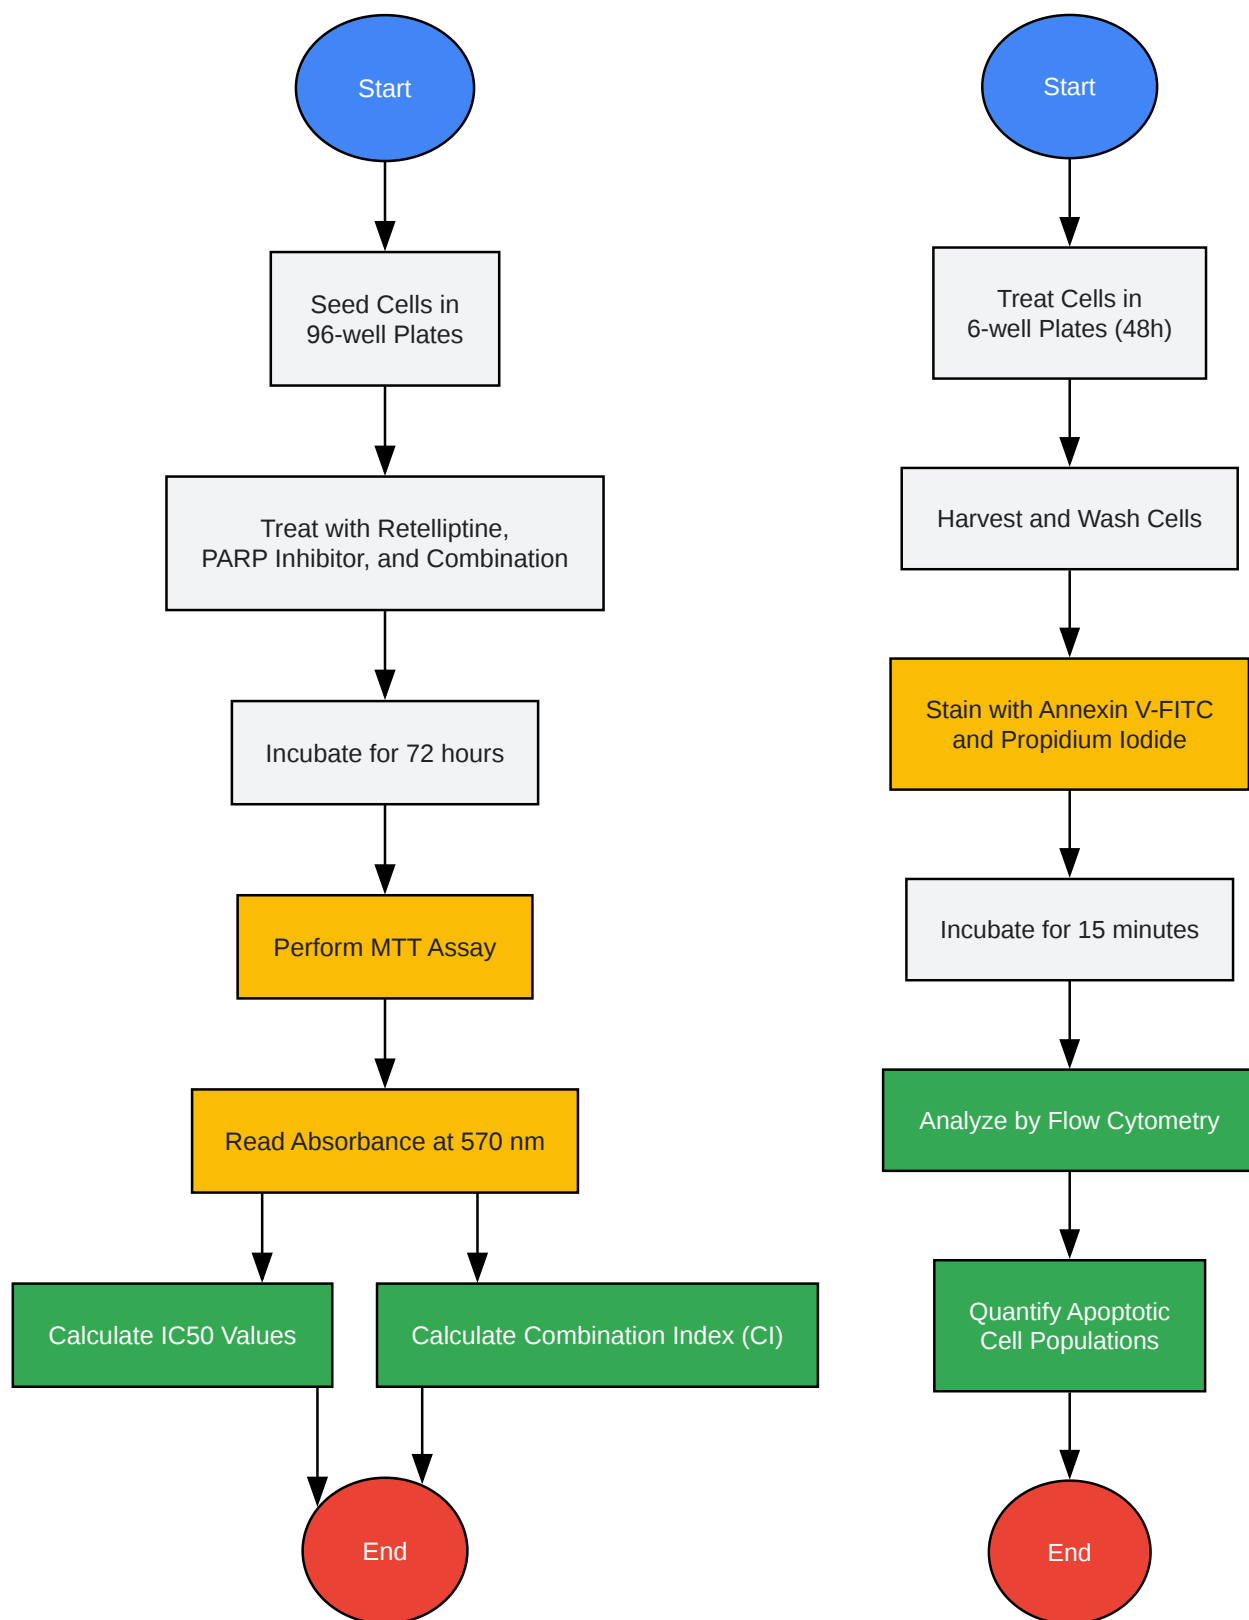 Start
Seed Cells in
96-well Plates
Treat with Retelliptine,
PARP Inhibitor, and Combination
Incubate for 72 hours
Perform MTT Assay
Read Absorbance at 570 nm
Calculate IC50 Values
Calculate Combination Index (CI)
End
Start
Treat Cells in
6-well Plates (48h)
Harvest and Wash Cells
Stain with Annexin V-FITC
and Propidium Iodide
Incubate for 15 minutes
Analyze by Flow Cytometry
Quantify Apoptotic
Cell Populations
End